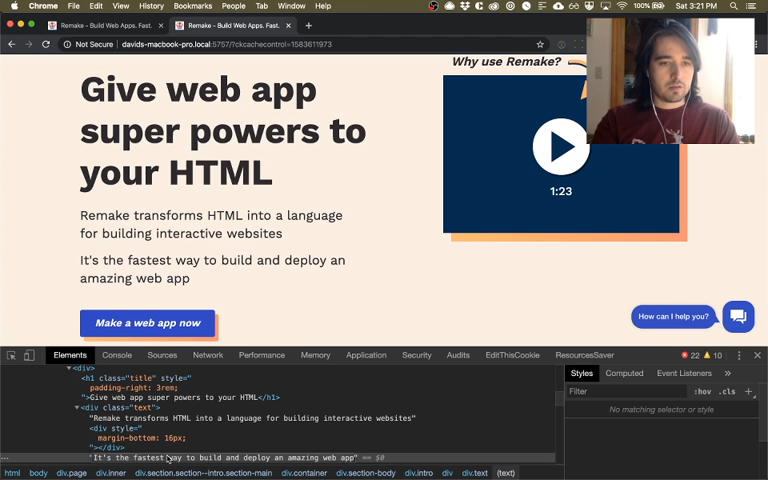 Chrome File Edit View History Bookmarks People Tab Window Help
100% Sat 3:21 PM
Remake - Build Web Apps. Fast.
Remake - Build Web Apps. Fast.
Not Secure davids-macbook-pro.local:5757/?ckcachecontrol=1583611973
Give web app
super powers to
your HTML
Why use Remake?
1:23
Remake transforms HTML into a language
for building interactive websites
It's the fastest way to build and deploy an
amazing web app
Make a web app now
How can I help you?
Elements Console Sources Network Performance Memory Application Security Audits EditThisCookie ResourcesSaver 22 10
<div>
<h1 class="title" style="
padding-right: 3rem;
">Give web app super powers to your HTML</h1>
<div class="text">
"Remake transforms HTML into a language for building interactive websites"
<div style="
margin-bottom: 16px;
"></div>
"It's the fastest way to build and deploy an amazing web app" == $0
Styles Computed Event Listeners »
Filter :hov .cls +
No matching selector or style
html body div.page div.inner div.section.section--intro.section-main div.container div.section-body div.intro div div.text (text)